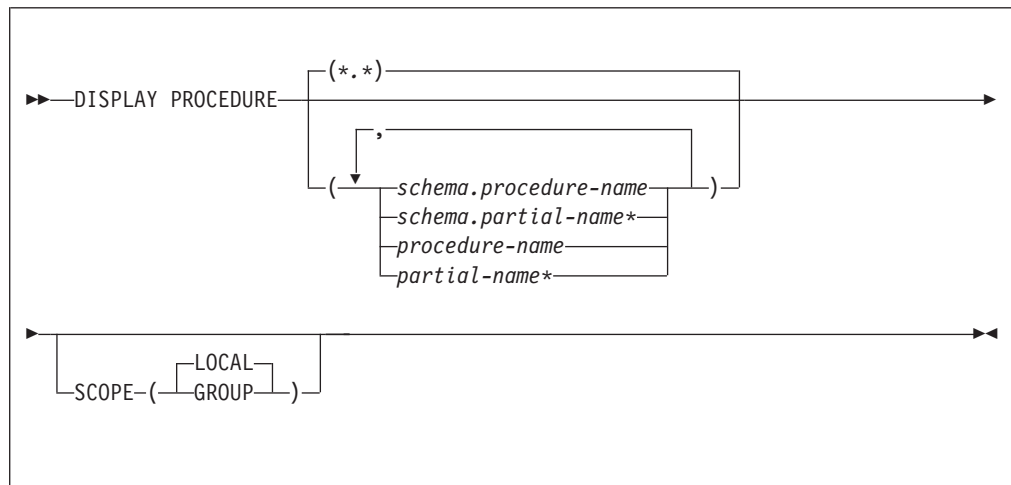 (*.*)
DISPLAY PROCEDURE
,
( schema.procedure-name )
schema.partial-name*
procedure-name
partial-name*
LOCAL
SCOPE ( GROUP )